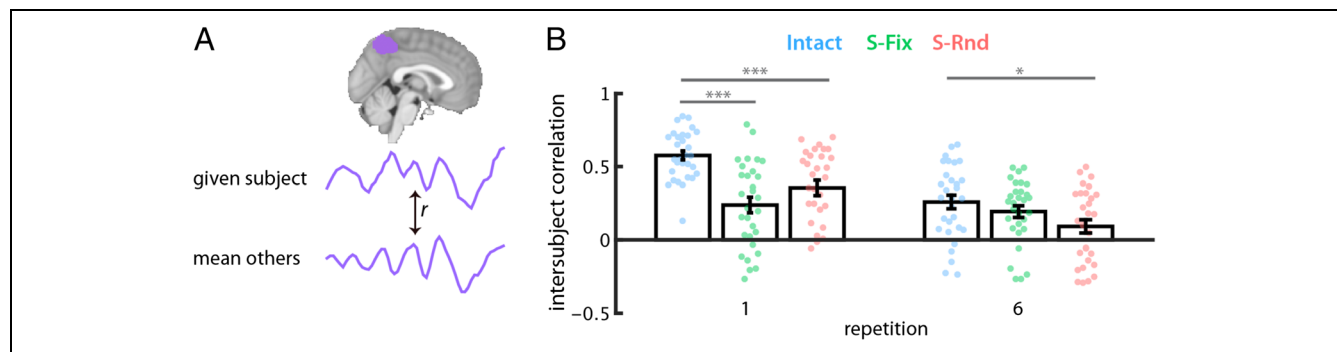 A
given subject
r
mean others
B
Intact S-Fix S-Rnd
***
***
*
intersubject correlation
1
0.5
0
−0.5
1
6
repetition